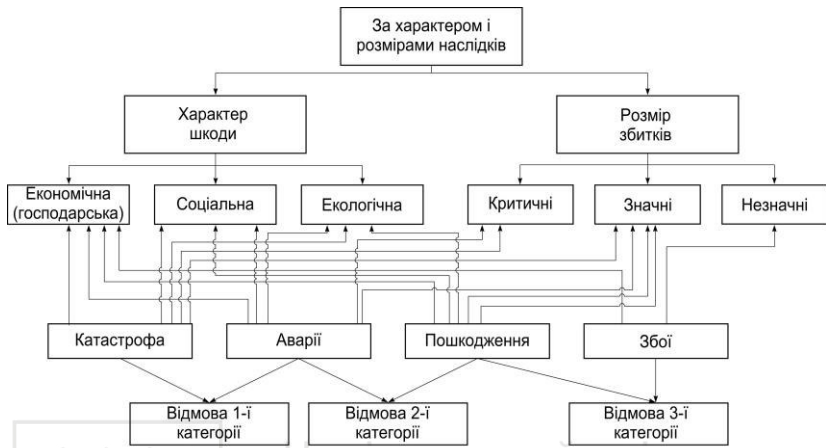 За характером і
розмірами наслідків
Характер
шкоди
Розмір
збитків
Економічна
(господарська)
Соціальна
Екологічна
Критичні
Значні
Незначні
Катастрофа
Аварії
Пошкодження
Збої
Відмова 1-ї
категорії
Відмова 2-ї
категорії
Відмова 3-ї
категорії